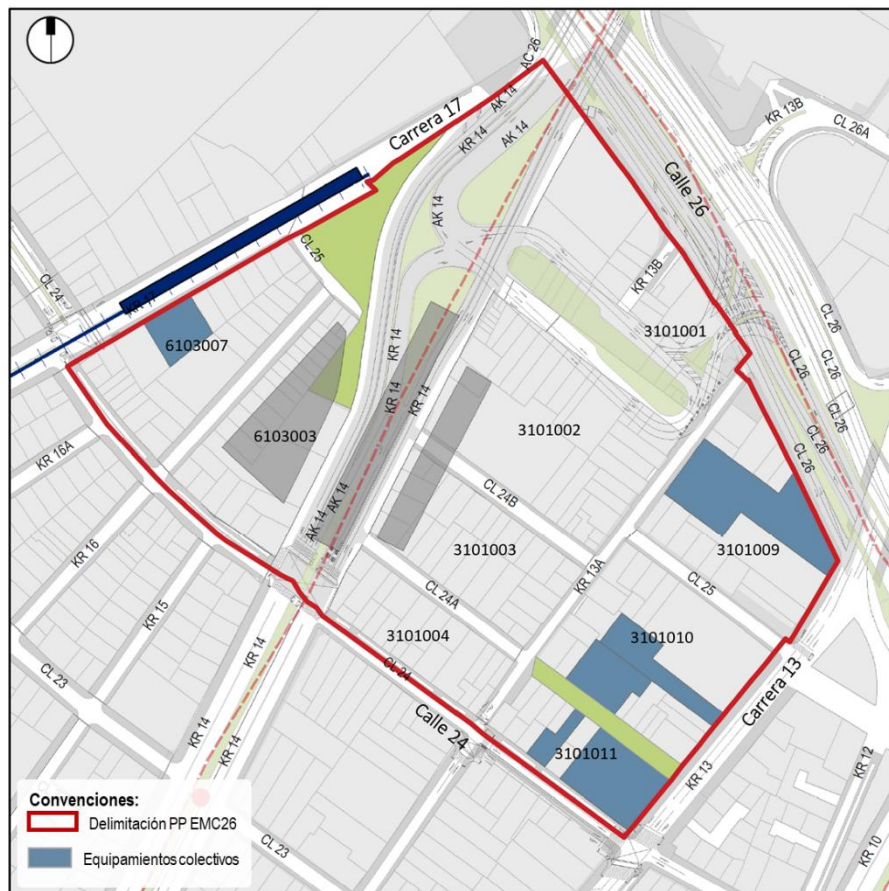 AC 26
AK 14
Carrera 17
KR 14
AK 14
KR 13B
CL 26A
Calle 26
AK 14
CL 25
CL 24
KR 17
KR 13B
CL 26
3101001
CL 26
6103007
KR 14
KR 14
KR 14
CL 26
CL 26
KR 16A
6103003
AK 14
3101002
CL 24B
3101009
KR 16
AK 14
AK 14
3101003
KR 13A
CL 25
KR 15
CL 24A
3101004
3101010
CL 24
CL 23
KR 14
Calle 24
Carrera 13
KR 14
KR 14
3101011
KR 13
KR 12
KR 10
CL 23
Convenciones:
Delimitación PP EMC26
Equipamientos colectivos